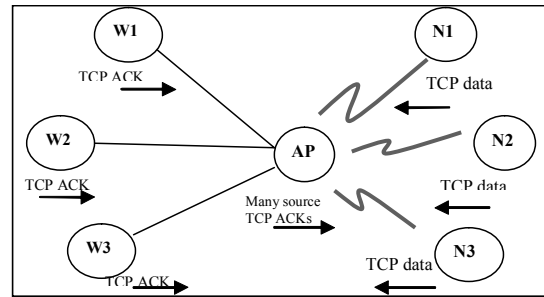 W1
N1
TCP ACK
TCP data
W2
AP
N2
TCP ACK
TCP data
Many source
TCP ACKs
W3
N3
TCP ACK
TCP data